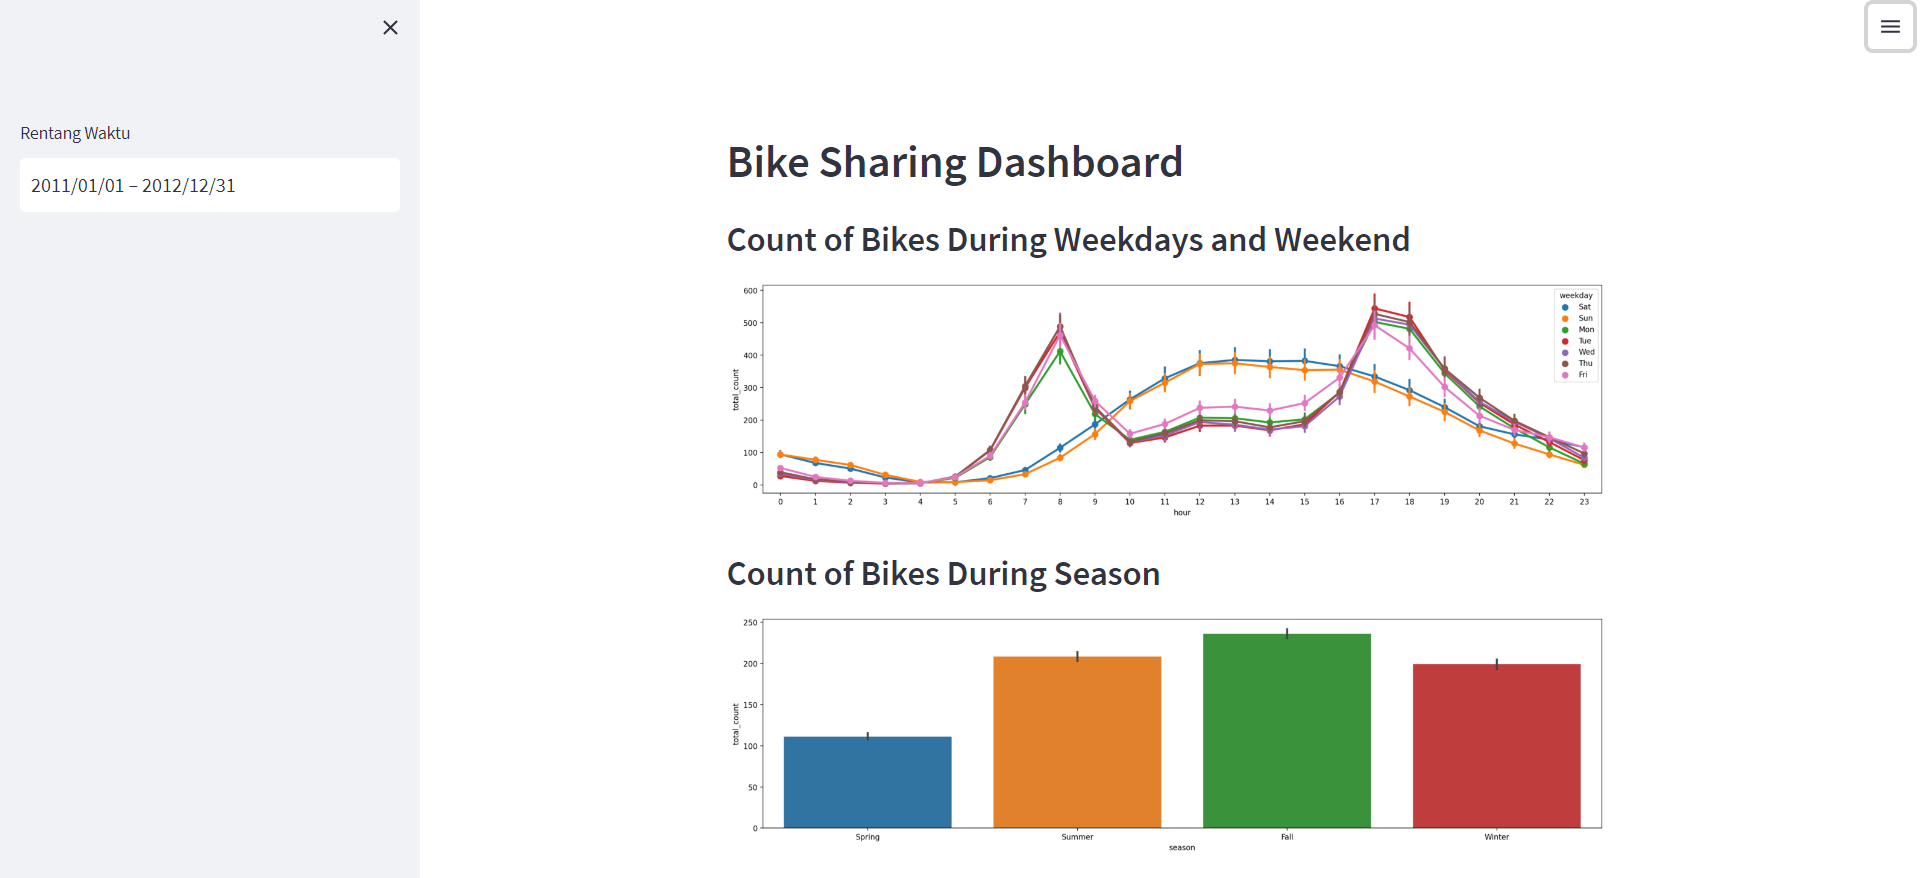 Rentang Waktu
2011/01/01 – 2012/12/31
Bike Sharing Dashboard
Count of Bikes During Weekdays and Weekend
600
500
400
300
200
100
0
total_count
weekday
Sat
Sun
Mon
Tue
Wed
Thu
Fri
0 1 2 3 4 5 6 7 8 9 10 11 12 13 14 15 16 17 18 19 20 21 22 23
hour
Count of Bikes During Season
250
200
150
100
50
0
total_count
Spring Summer Fall Winter
season